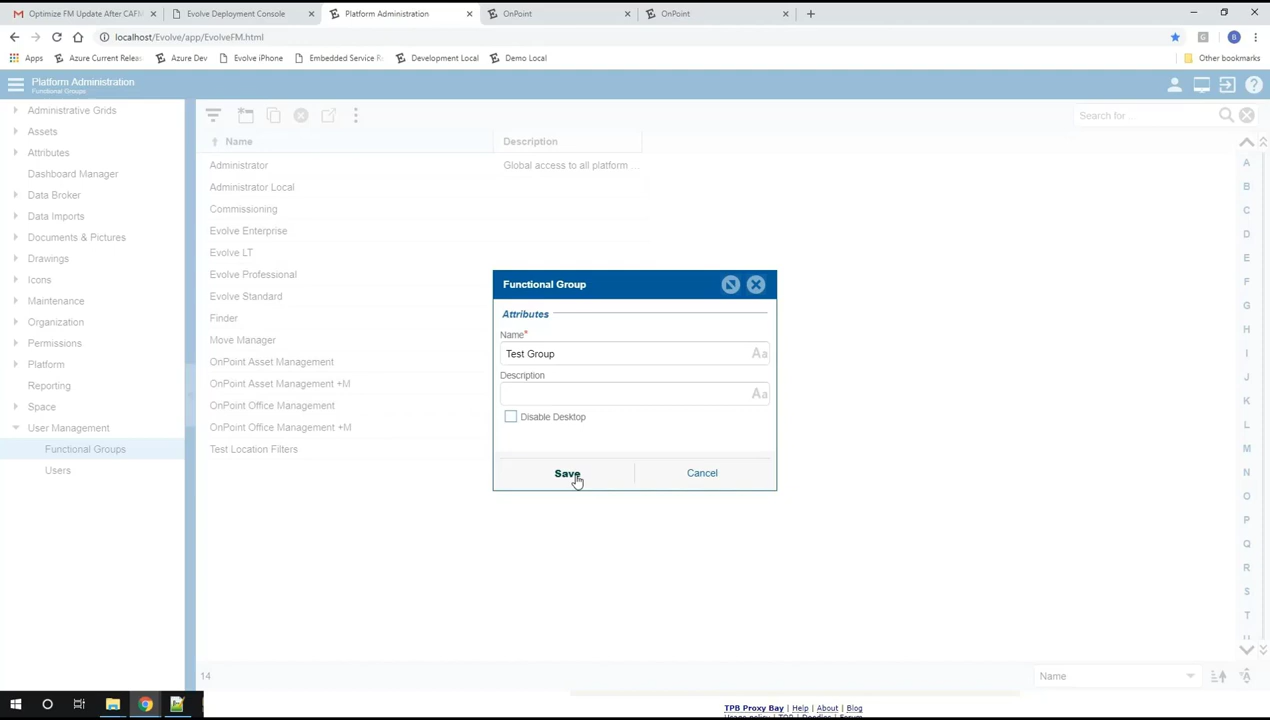 Optimize FM Update After CAFM
Evolve Deployment Console
Platform Administration
OnPoint
OnPoint
localhost/Evolve/app/EvolveFM.html
G
B
Apps
Azure Current Releas
Azure Dev
Evolve iPhone
Embedded Service R
Development Local
Demo Local
Other bookmarks
Platform Administration
Functional Groups
Administrative Grids
Assets
Attributes
Dashboard Manager
Data Broker
Data Imports
Documents & Pictures
Drawings
Icons
Maintenance
Organization
Permissions
Platform
Reporting
Space
User Management
Functional Groups
Users
Search for ...
Name
Description
Administrator
Global access to all platform ...
Administrator Local
Commissioning
Evolve Enterprise
Evolve LT
Evolve Professional
Evolve Standard
Finder
Move Manager
OnPoint Asset Management
OnPoint Asset Management +M
OnPoint Office Management
OnPoint Office Management +M
Test Location Filters
Functional Group
Attributes
Name*
Test Group
Aa
Description
Aa
Disable Desktop
Save
Cancel
A
B
C
D
E
F
G
H
I
J
K
L
M
N
O
P
Q
R
S
T
14
Name
TPB Proxy Bay | Help | About | Blog